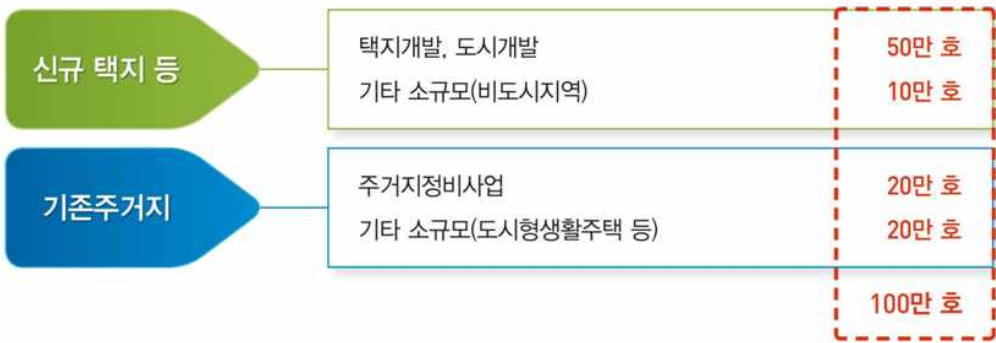 신규 택지 등
택지개발, 도시개발 50만 호
기타 소규모(비도시지역) 10만 호
기존주거지
주거지정비사업 20만 호
기타 소규모(도시형생활주택 등) 20만 호
100만 호